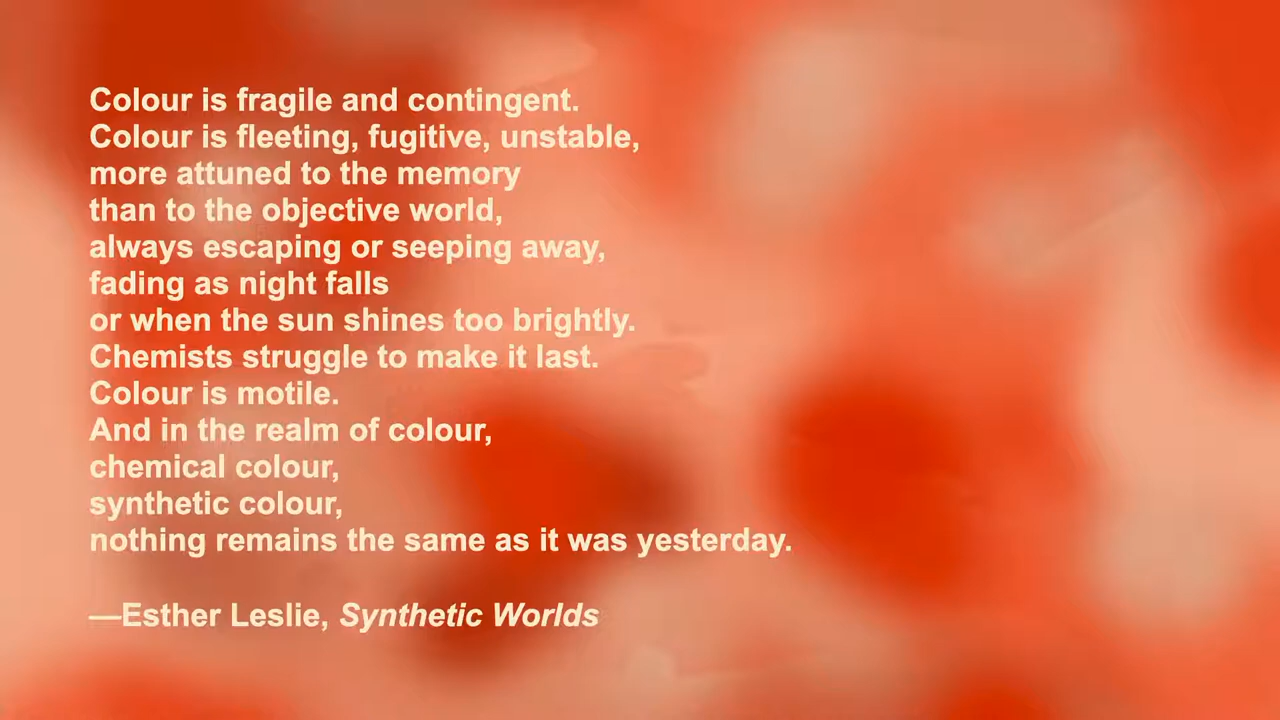 Colour is fragile and contingent.
Colour is fleeting, fugitive, unstable,
more attuned to the memory
than to the objective world,
always escaping or seeping away,
fading as night falls
or when the sun shines too brightly.
Chemists struggle to make it last.
Colour is motile.
And in the realm of colour,
chemical colour,
synthetic colour,
nothing remains the same as it was yesterday.
—Esther Leslie, Synthetic Worlds